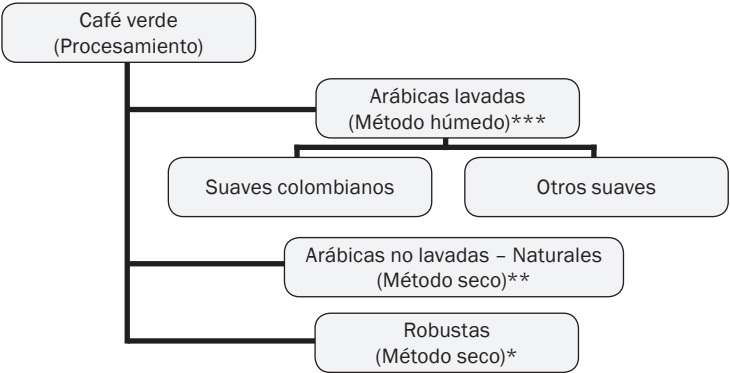 Café verde
(Procesamiento)
Arábicas lavadas
(Método húmedo)***
Suaves colombianos
Otros suaves
Arábicas no lavadas – Naturales
(Método seco)**
Robustas
(Método seco)*